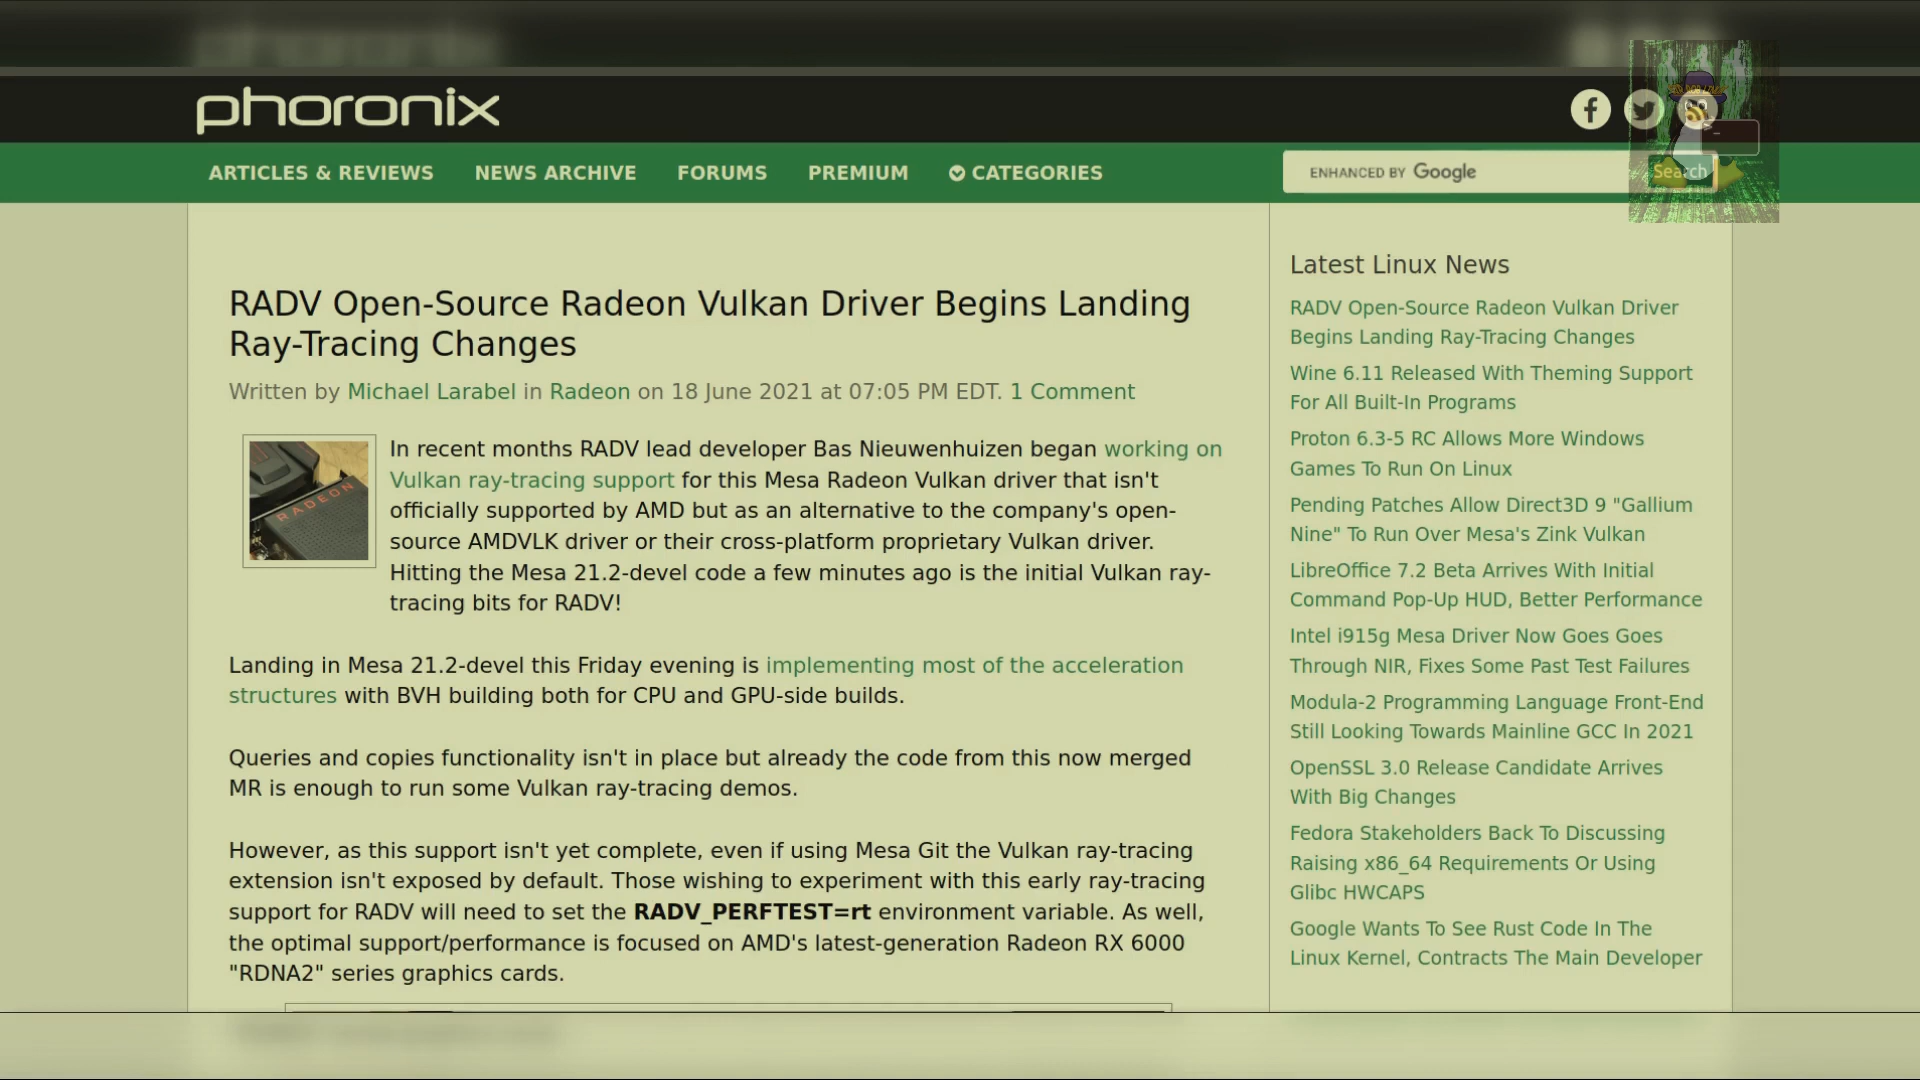 phoronix
ARTICLES & REVIEWS NEWS ARCHIVE FORUMS PREMIUM CATEGORIES
ENHANCED BY Google
Search
RADV Open-Source Radeon Vulkan Driver Begins Landing
Ray-Tracing Changes
Written by Michael Larabel in Radeon on 18 June 2021 at 07:05 PM EDT. 1 Comment
RADEON
In recent months RADV lead developer Bas Nieuwenhuizen began working on
Vulkan ray-tracing support for this Mesa Radeon Vulkan driver that isn't
officially supported by AMD but as an alternative to the company's open-
source AMDVLK driver or their cross-platform proprietary Vulkan driver.
Hitting the Mesa 21.2-devel code a few minutes ago is the initial Vulkan ray-
tracing bits for RADV!
Landing in Mesa 21.2-devel this Friday evening is implementing most of the acceleration
structures with BVH building both for CPU and GPU-side builds.
Queries and copies functionality isn't in place but already the code from this now merged
MR is enough to run some Vulkan ray-tracing demos.
However, as this support isn't yet complete, even if using Mesa Git the Vulkan ray-tracing
extension isn't exposed by default. Those wishing to experiment with this early ray-tracing
support for RADV will need to set the RADV_PERFTEST=rt environment variable. As well,
the optimal support/performance is focused on AMD's latest-generation Radeon RX 6000
"RDNA2" series graphics cards.
Latest Linux News
RADV Open-Source Radeon Vulkan Driver
Begins Landing Ray-Tracing Changes
Wine 6.11 Released With Theming Support
For All Built-In Programs
Proton 6.3-5 RC Allows More Windows
Games To Run On Linux
Pending Patches Allow Direct3D 9 "Gallium
Nine" To Run Over Mesa's Zink Vulkan
LibreOffice 7.2 Beta Arrives With Initial
Command Pop-Up HUD, Better Performance
Intel i915g Mesa Driver Now Goes Goes
Through NIR, Fixes Some Past Test Failures
Modula-2 Programming Language Front-End
Still Looking Towards Mainline GCC In 2021
OpenSSL 3.0 Release Candidate Arrives
With Big Changes
Fedora Stakeholders Back To Discussing
Raising x86_64 Requirements Or Using
Glibc HWCAPS
Google Wants To See Rust Code In The
Linux Kernel, Contracts The Main Developer